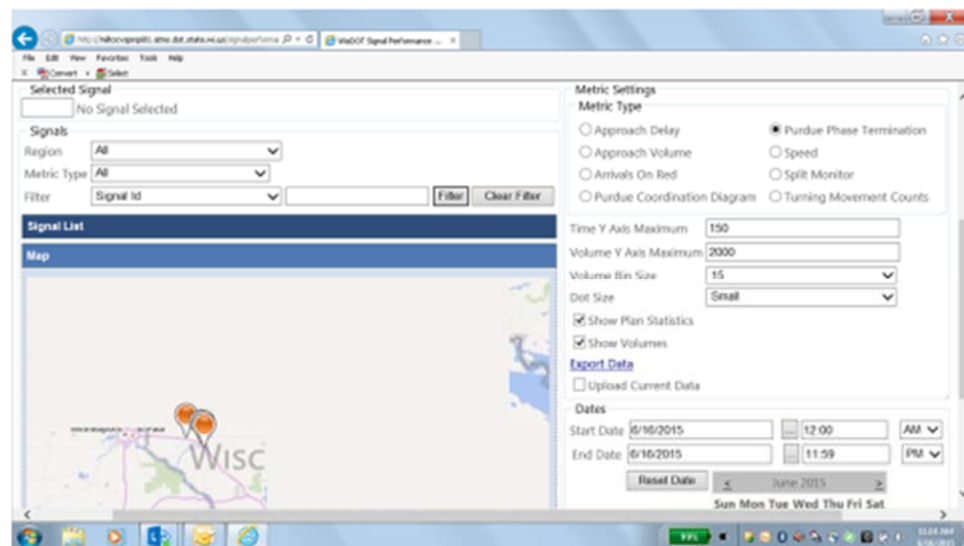 WisDOT Signal Performance ... ×
File Edit View Favorites Tools Help
× Convert Select
Selected Signal
No Signal Selected
Signals
Region All
Metric Type All
Filter Signal Id Filter Clear Filter
Signal List
Map
Wisc
Metric Settings
Metric Type
Approach Delay Purdue Phase Termination
Approach Volume Speed
Arrivals On Red Split Monitor
Purdue Coordination Diagram Turning Movement Counts
Time Y Axis Maximum 150
Volume Y Axis Maximum 2000
Volume Bin Size 15
Dot Size Small
Show Plan Statistics
Show Volumes
Export Data
Upload Current Data
Dates
Start Date 6/16/2015 ... 12:00 AM
End Date 6/16/2015 ... 11:59 PM
Reset Date < June 2015 >
Sun Mon Tue Wed Thu Fri Sat
99%